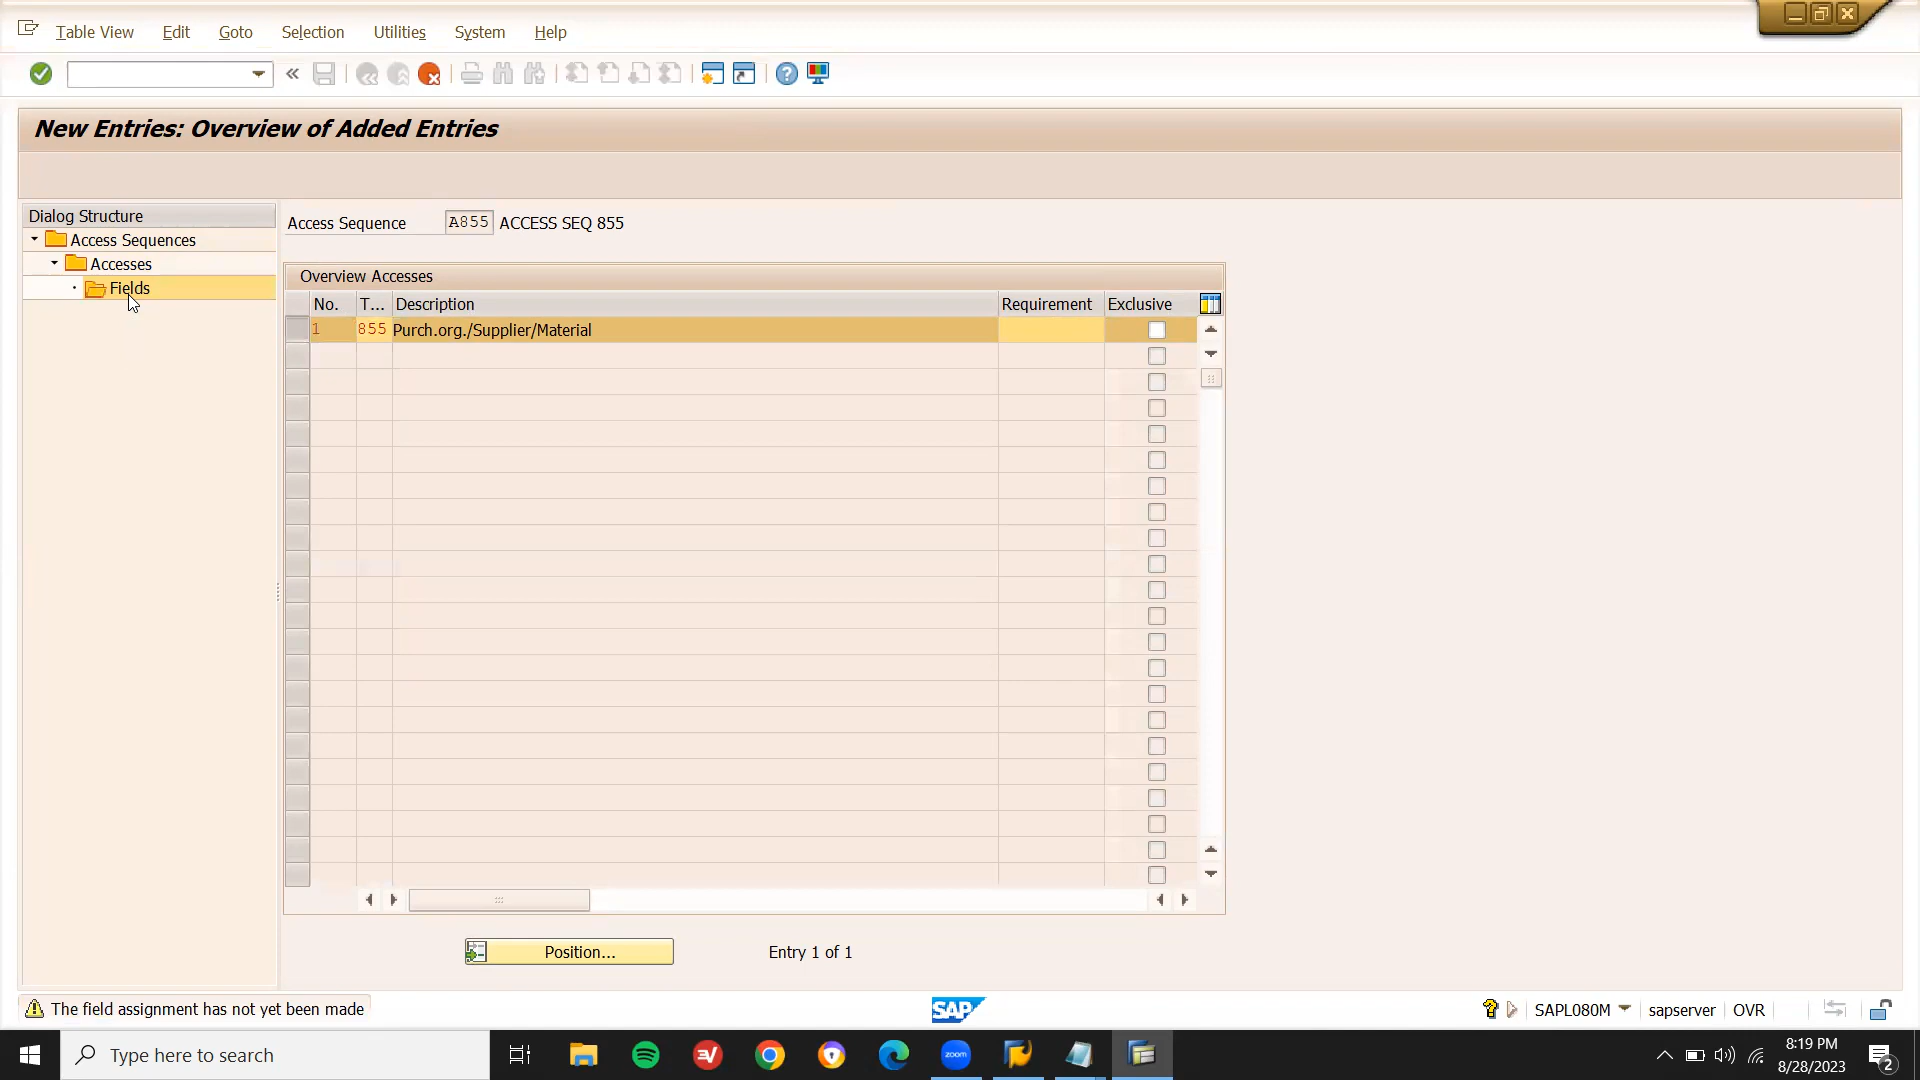 Table View Edit Goto Selection Utilities System Help
New Entries: Overview of Added Entries
Dialog Structure
Access Sequences
Accesses
Fields
Access Sequence A855 ACCESS SEQ 855
Overview Accesses
No. T... Description Requirement Exclusive
1 855 Purch.org./Supplier/Material
Position... Entry 1 of 1
The field assignment has not yet been made
SAP
SAPL080M sapserver OVR
Type here to search
zoom
8:19 PM
8/28/2023
2